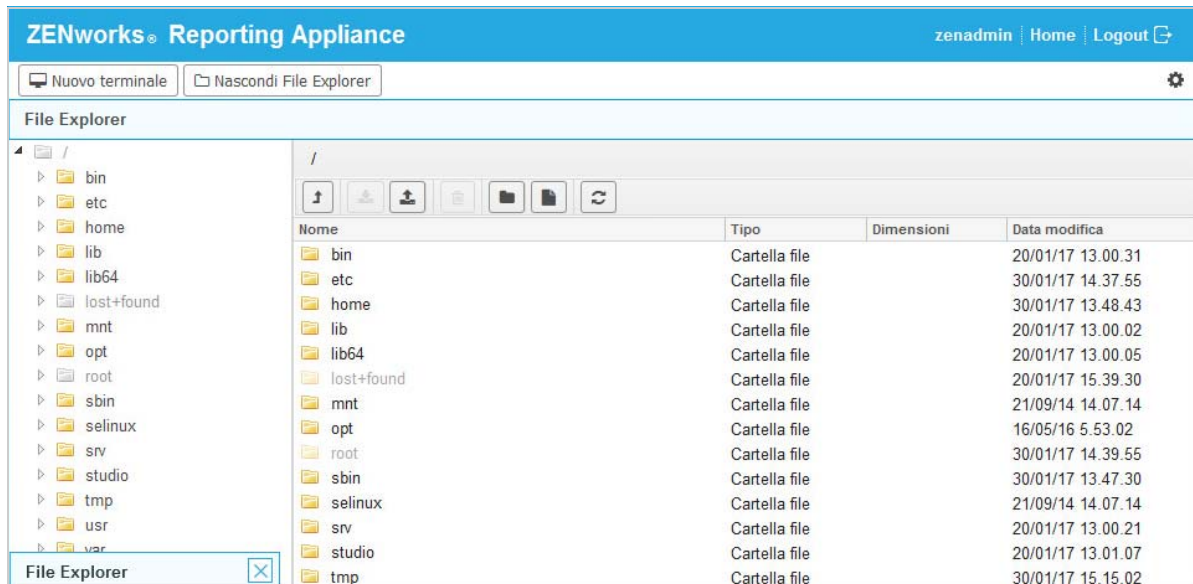 ZENworks® Reporting Appliance
zenadmin Home Logout
Nuovo terminale Nascondi File Explorer
File Explorer
/
bin
etc
home
lib
lib64
lost+found
mnt
opt
root
sbin
selinux
srv
studio
tmp
usr
var
File Explorer
/
Nome Tipo Dimensioni Data modifica
bin Cartella file 20/01/17 13.00.31
etc Cartella file 30/01/17 14.37.55
home Cartella file 30/01/17 13.48.43
lib Cartella file 20/01/17 13.00.02
lib64 Cartella file 20/01/17 13.00.05
lost+found Cartella file 20/01/17 15.39.30
mnt Cartella file 21/09/14 14.07.14
opt Cartella file 16/05/16 5.53.02
root Cartella file 30/01/17 14.39.55
sbin Cartella file 30/01/17 13.47.30
selinux Cartella file 21/09/14 14.07.14
srv Cartella file 20/01/17 13.00.21
studio Cartella file 20/01/17 13.01.07
tmp Cartella file 30/01/17 15.15.02